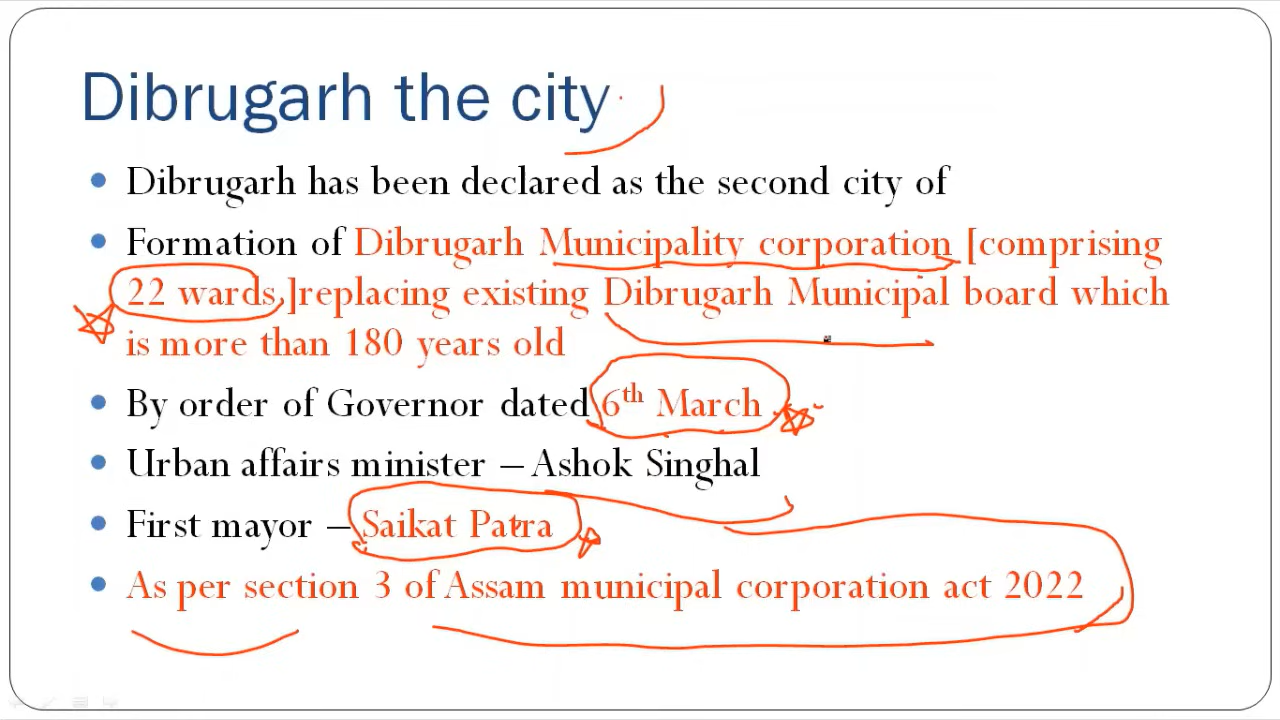 Dibrugarh the city
Dibrugarh has been declared as the second city of
Formation of Dibrugarh Municipality corporation [comprising
22 wards,]replacing existing Dibrugarh Municipal board which
is more than 180 years old
By order of Governor dated 6th March
Urban affairs minister – Ashok Singhal
First mayor – Saikat Patra
As per section 3 of Assam municipal corporation act 2022